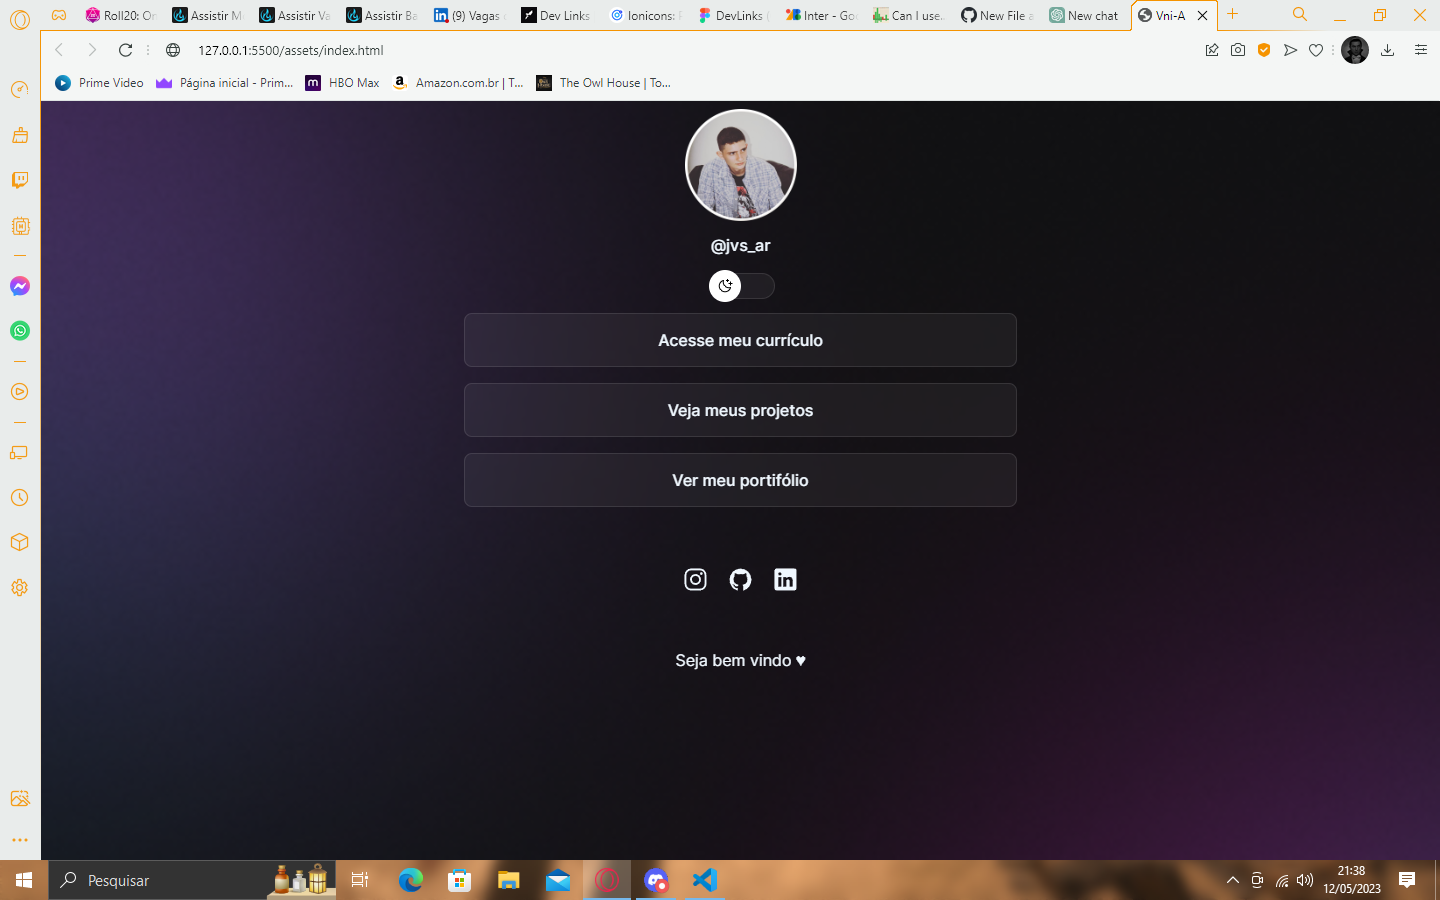 Roll20: On
Assistir M
Assistir Va
Assistir Ba
(9) Vagas
Dev Links
Ionicons:
DevLinks (
Inter - Goo
Can I use...
New File a
New chat
Vni-A
127.0.0.1:5500/assets/index.html
Prime Video
Página inicial - Prim...
HBO Max
Amazon.com.br | T...
The Owl House | To...
@jvs_ar
Acesse meu currículo
Veja meus projetos
Ver meu portifólio
Seja bem vindo ♥
Pesquisar
21:38
12/05/2023